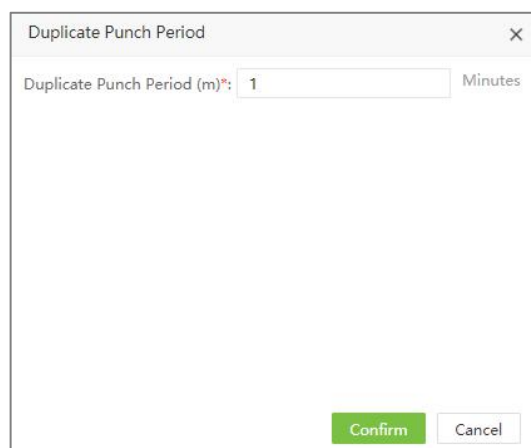 Duplicate Punch Period ×
Duplicate Punch Period (m)*: 1 Minutes
Confirm Cancel